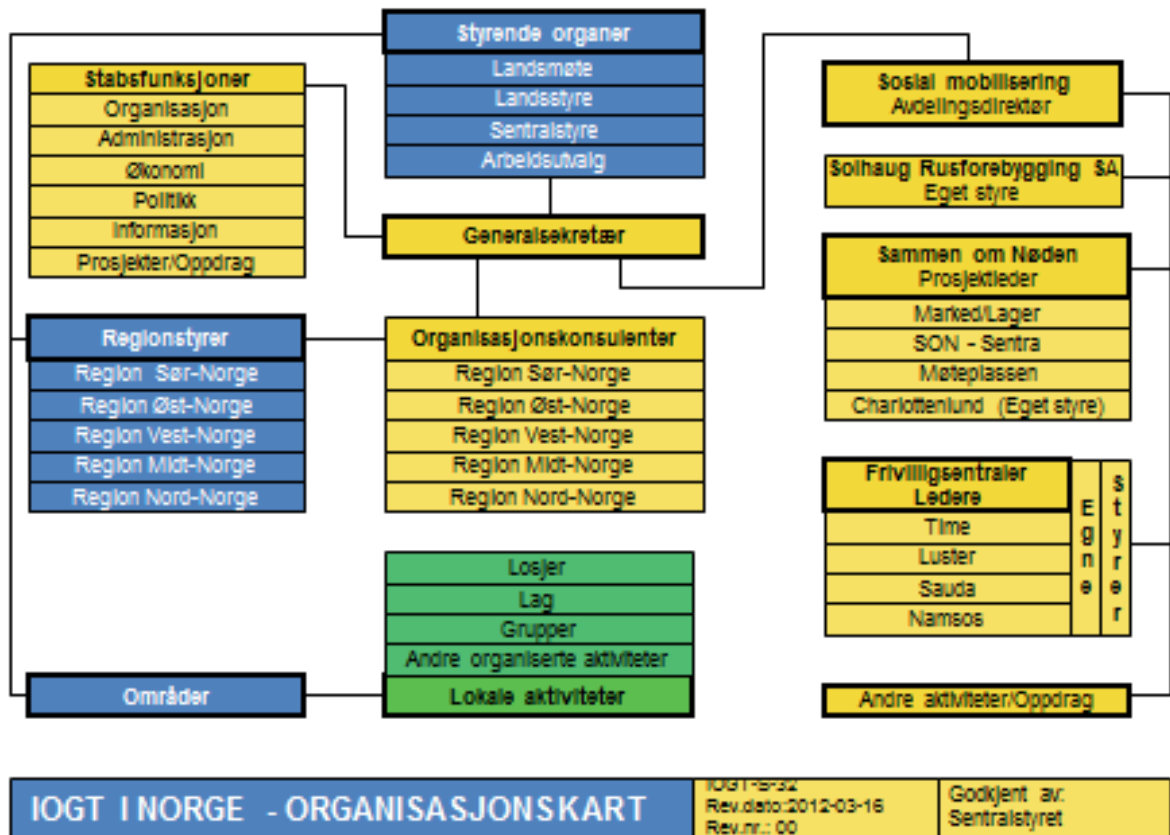 Styrende organer
Landsmøte
Landsstyre
Sentralstyre
Arbeidsutvalg
Stabsfunksjoner
Organisasjon
Administrasjon
Økonomi
Politikk
Informasjon
Prosjekter/Oppdrag
Generalsekretær
Regionstyrer
Region Sør-Norge
Region Øst-Norge
Region Vest-Norge
Region Midt-Norge
Region Nord-Norge
Organisasjonskonsulenter
Region Sør-Norge
Region Øst-Norge
Region Vest-Norge
Region Midt-Norge
Region Nord-Norge
Losjer
Lag
Grupper
Andre organiserte aktiviteter
Lokale aktiviteter
Områder
Sosial mobilisering
Avdelingsdirektør
Solhaug Rusforebygging SA
Eget styre
Sammen om Nøden
Prosjektleder
Marked/Lager
SON - Sentra
Møteplassen
Charlottenlund (Eget styre)
Frivilligsentraler
Ledere
Time
Luster
Sauda
Namsos
Egne
Styrer
Andre aktiviteter/Oppdrag
IOGT I NORGE - ORGANISASJONSKART
IOGT-S-32
Rev.dato:2012-03-16
Rev.nr.: 00
Godkjent av:
Sentralstyret